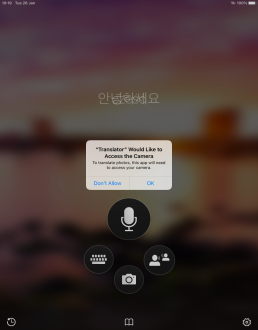 안녕하세요
"Translator" Would Like to
Access the Camera
To translate photos, this app will need
to access your camera.
Don't Allow
OK